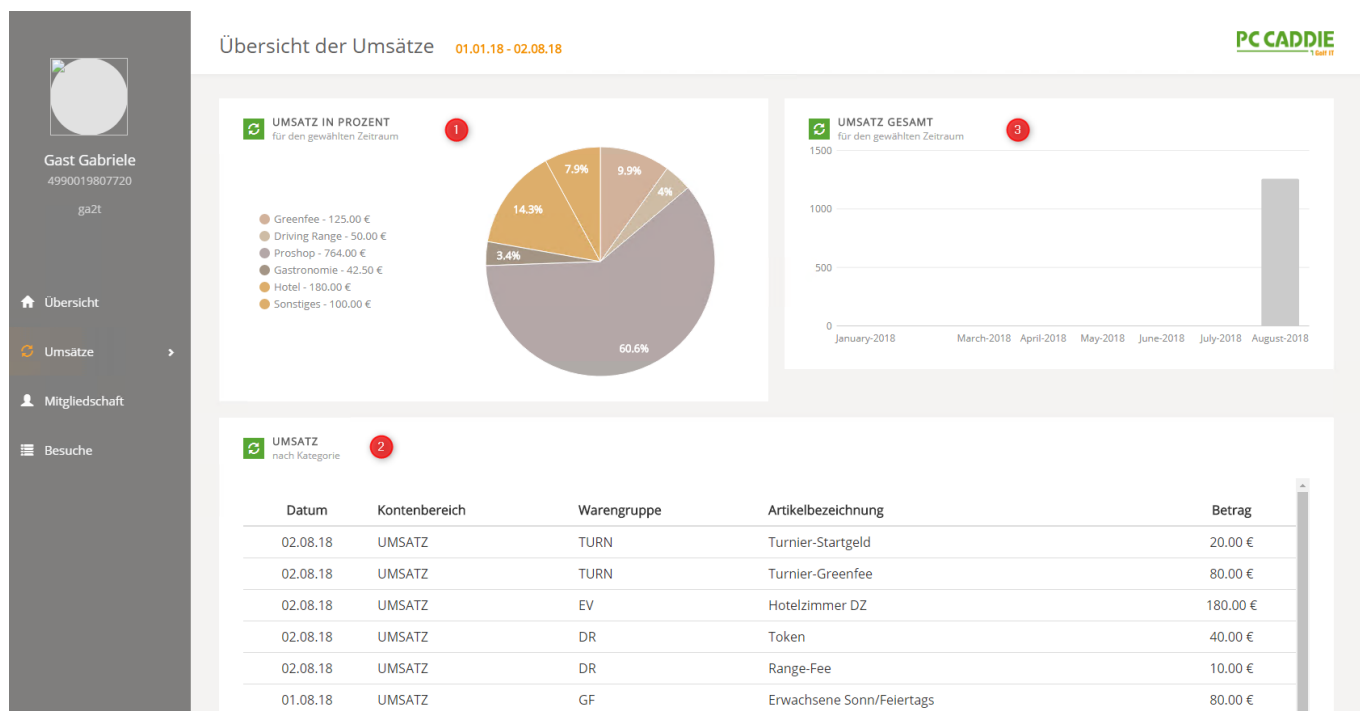 Übersicht der Umsätze 01.01.18 - 02.08.18
PC CADDIE
1 Golf IT
Gast Gabriele
4990019807720
ga2t
Übersicht
Umsätze
Mitgliedschaft
Besuche
UMSATZ IN PROZENT
für den gewählten Zeitraum
1
Greenfee - 125.00 €
Driving Range - 50.00 €
Proshop - 764.00 €
Gastronomie - 42.50 €
Hotel - 180.00 €
Sonstiges - 100.00 €
7.9%
9.9%
4%
14.3%
3.4%
60.6%
UMSATZ GESAMT
für den gewählten Zeitraum
3
1500
1000
500
0
January-2018 March-2018 April-2018 May-2018 June-2018 July-2018 August-2018
UMSATZ
nach Kategorie
2
Datum Kontenbereich Warengruppe Artikelbezeichnung Betrag
02.08.18 UMSATZ TURN Turnier-Startgeld 20.00 €
02.08.18 UMSATZ TURN Turnier-Greenfee 80.00 €
02.08.18 UMSATZ EV Hotelzimmer DZ 180.00 €
02.08.18 UMSATZ DR Token 40.00 €
02.08.18 UMSATZ DR Range-Fee 10.00 €
01.08.18 UMSATZ GF Erwachsene Sonn/Feiertags 80.00 €